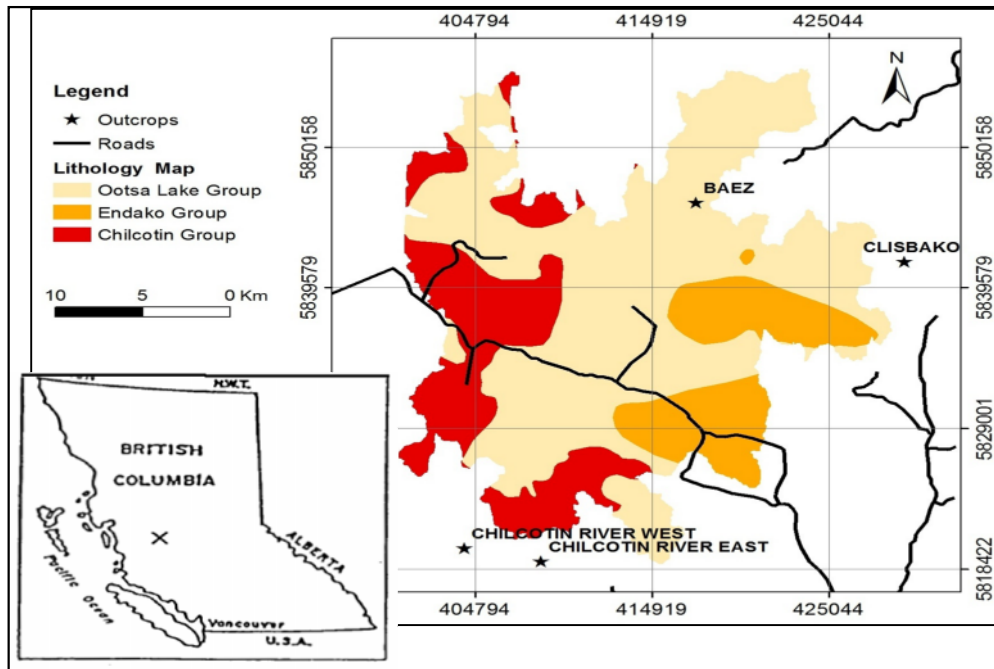 404794
414919
425044
N
Legend
Outcrops
Roads
Lithology Map
Ootsa Lake Group
Endako Group
Chilcotin Group
10
5
0 Km
5850158
5839579
5829001
5818422
5850158
5839579
5829001
5818422
BAEZ
CLISBAKO
CHILCOTIN RIVER WEST
CHILCOTIN RIVER EAST
404794
414919
425044
N.W.T.
BRITISH
COLUMBIA
ALBERTA
Pacific Ocean
Vancouver
U.S.A.